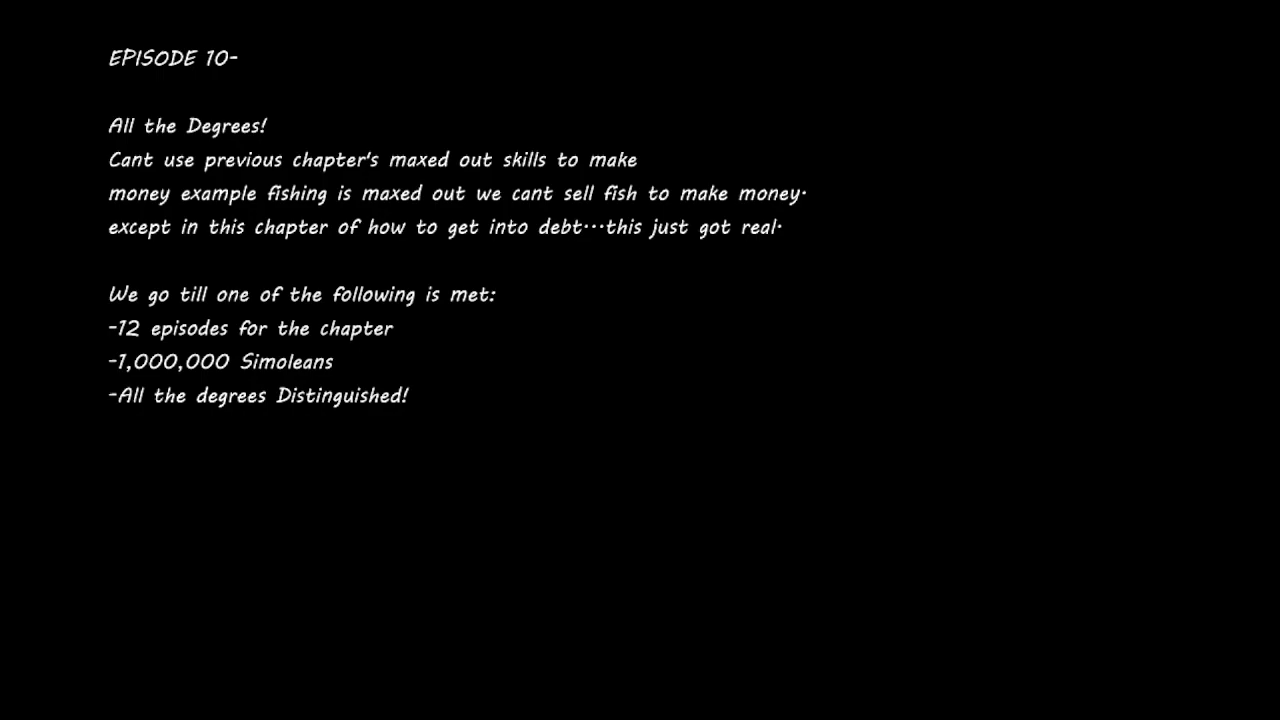 EPISODE 10-
All the Degrees!
Cant use previous chapter's maxed out skills to make
money example fishing is maxed out we cant sell fish to make money.
except in this chapter of how to get into debt...this just got real.
We go till one of the following is met:
-12 episodes for the chapter
-1,000,000 Simoleans
-All the degrees Distinguished!